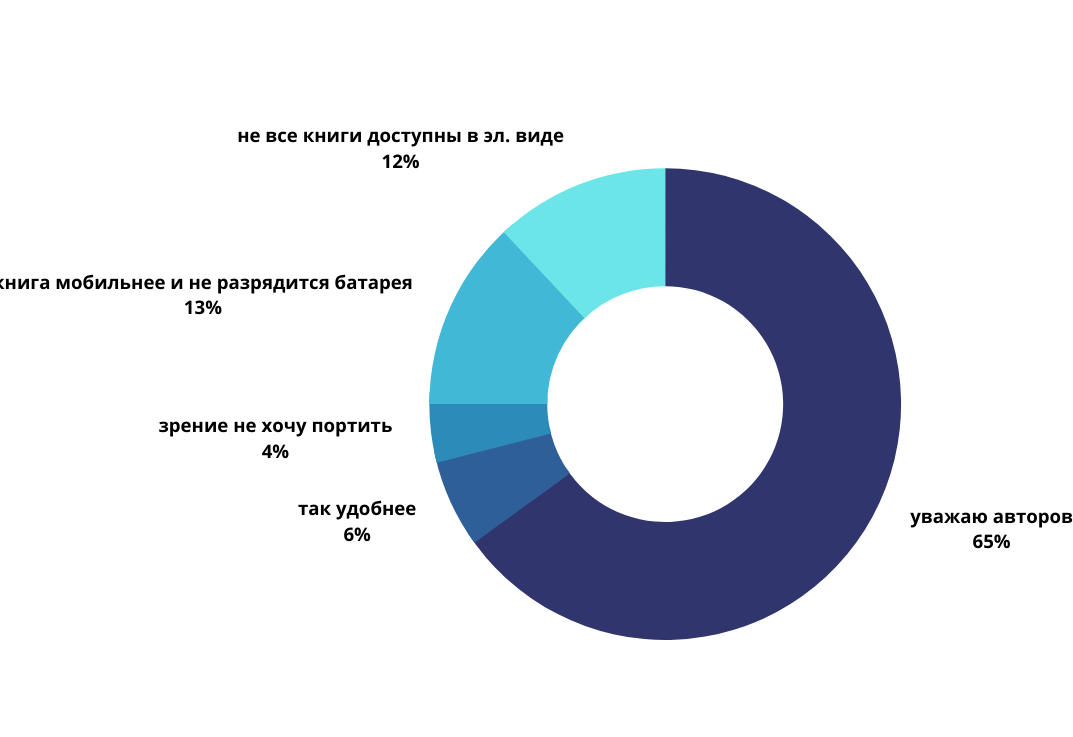 не все книги доступны в эл. виде
12%
книга мобильнее и не разрядится батарея
13%
зрение не хочу портить
4%
так удобнее
6%
уважаю авторов
65%